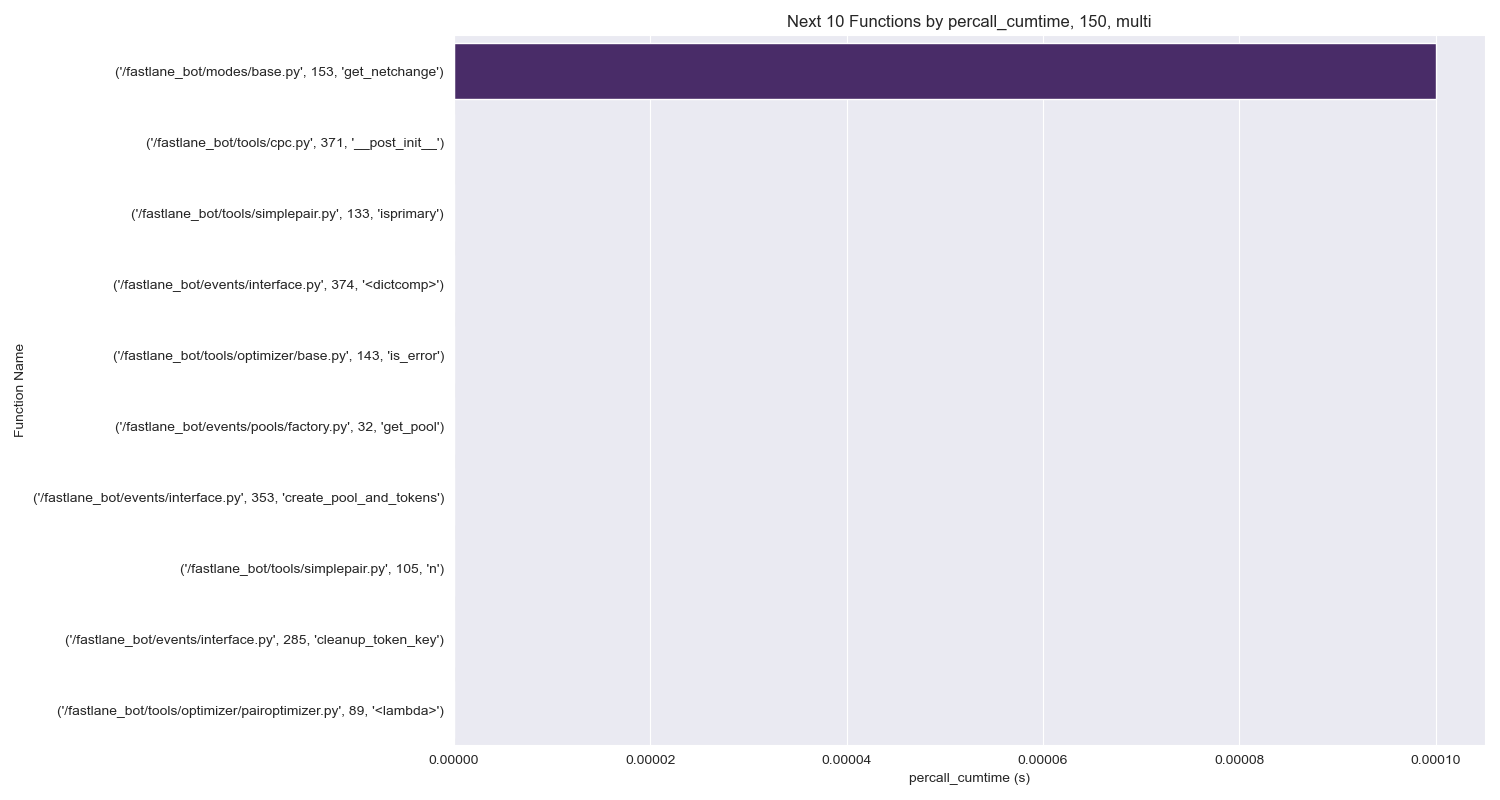 Next 10 Functions by percall_cumtime, 150, multi
('/fastlane_bot/modes/base.py', 153, 'get_netchange')
('/fastlane_bot/tools/cpc.py', 371, '__post_init__')
('/fastlane_bot/tools/simplepair.py', 133, 'isprimary')
('/fastlane_bot/events/interface.py', 374, '<dictcomp>')
('/fastlane_bot/tools/optimizer/base.py', 143, 'is_error')
('/fastlane_bot/events/pools/factory.py', 32, 'get_pool')
('/fastlane_bot/events/interface.py', 353, 'create_pool_and_tokens')
('/fastlane_bot/tools/simplepair.py', 105, 'n')
('/fastlane_bot/events/interface.py', 285, 'cleanup_token_key')
('/fastlane_bot/tools/optimizer/pairoptimizer.py', 89, '<lambda>')
Function Name
0.00000 0.00002 0.00004 0.00006 0.00008 0.00010
percall_cumtime (s)